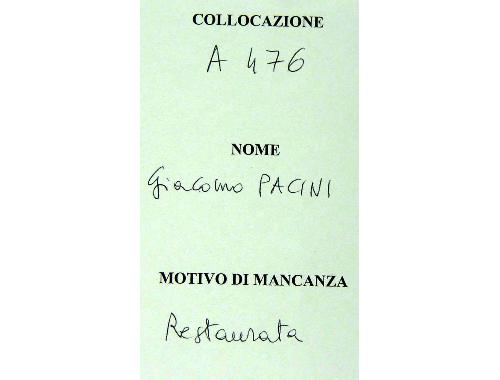 COLLOCAZIONE
A 476
NOME
Giacomo PACINI
MOTIVO DI MANCANZA
Restaurata